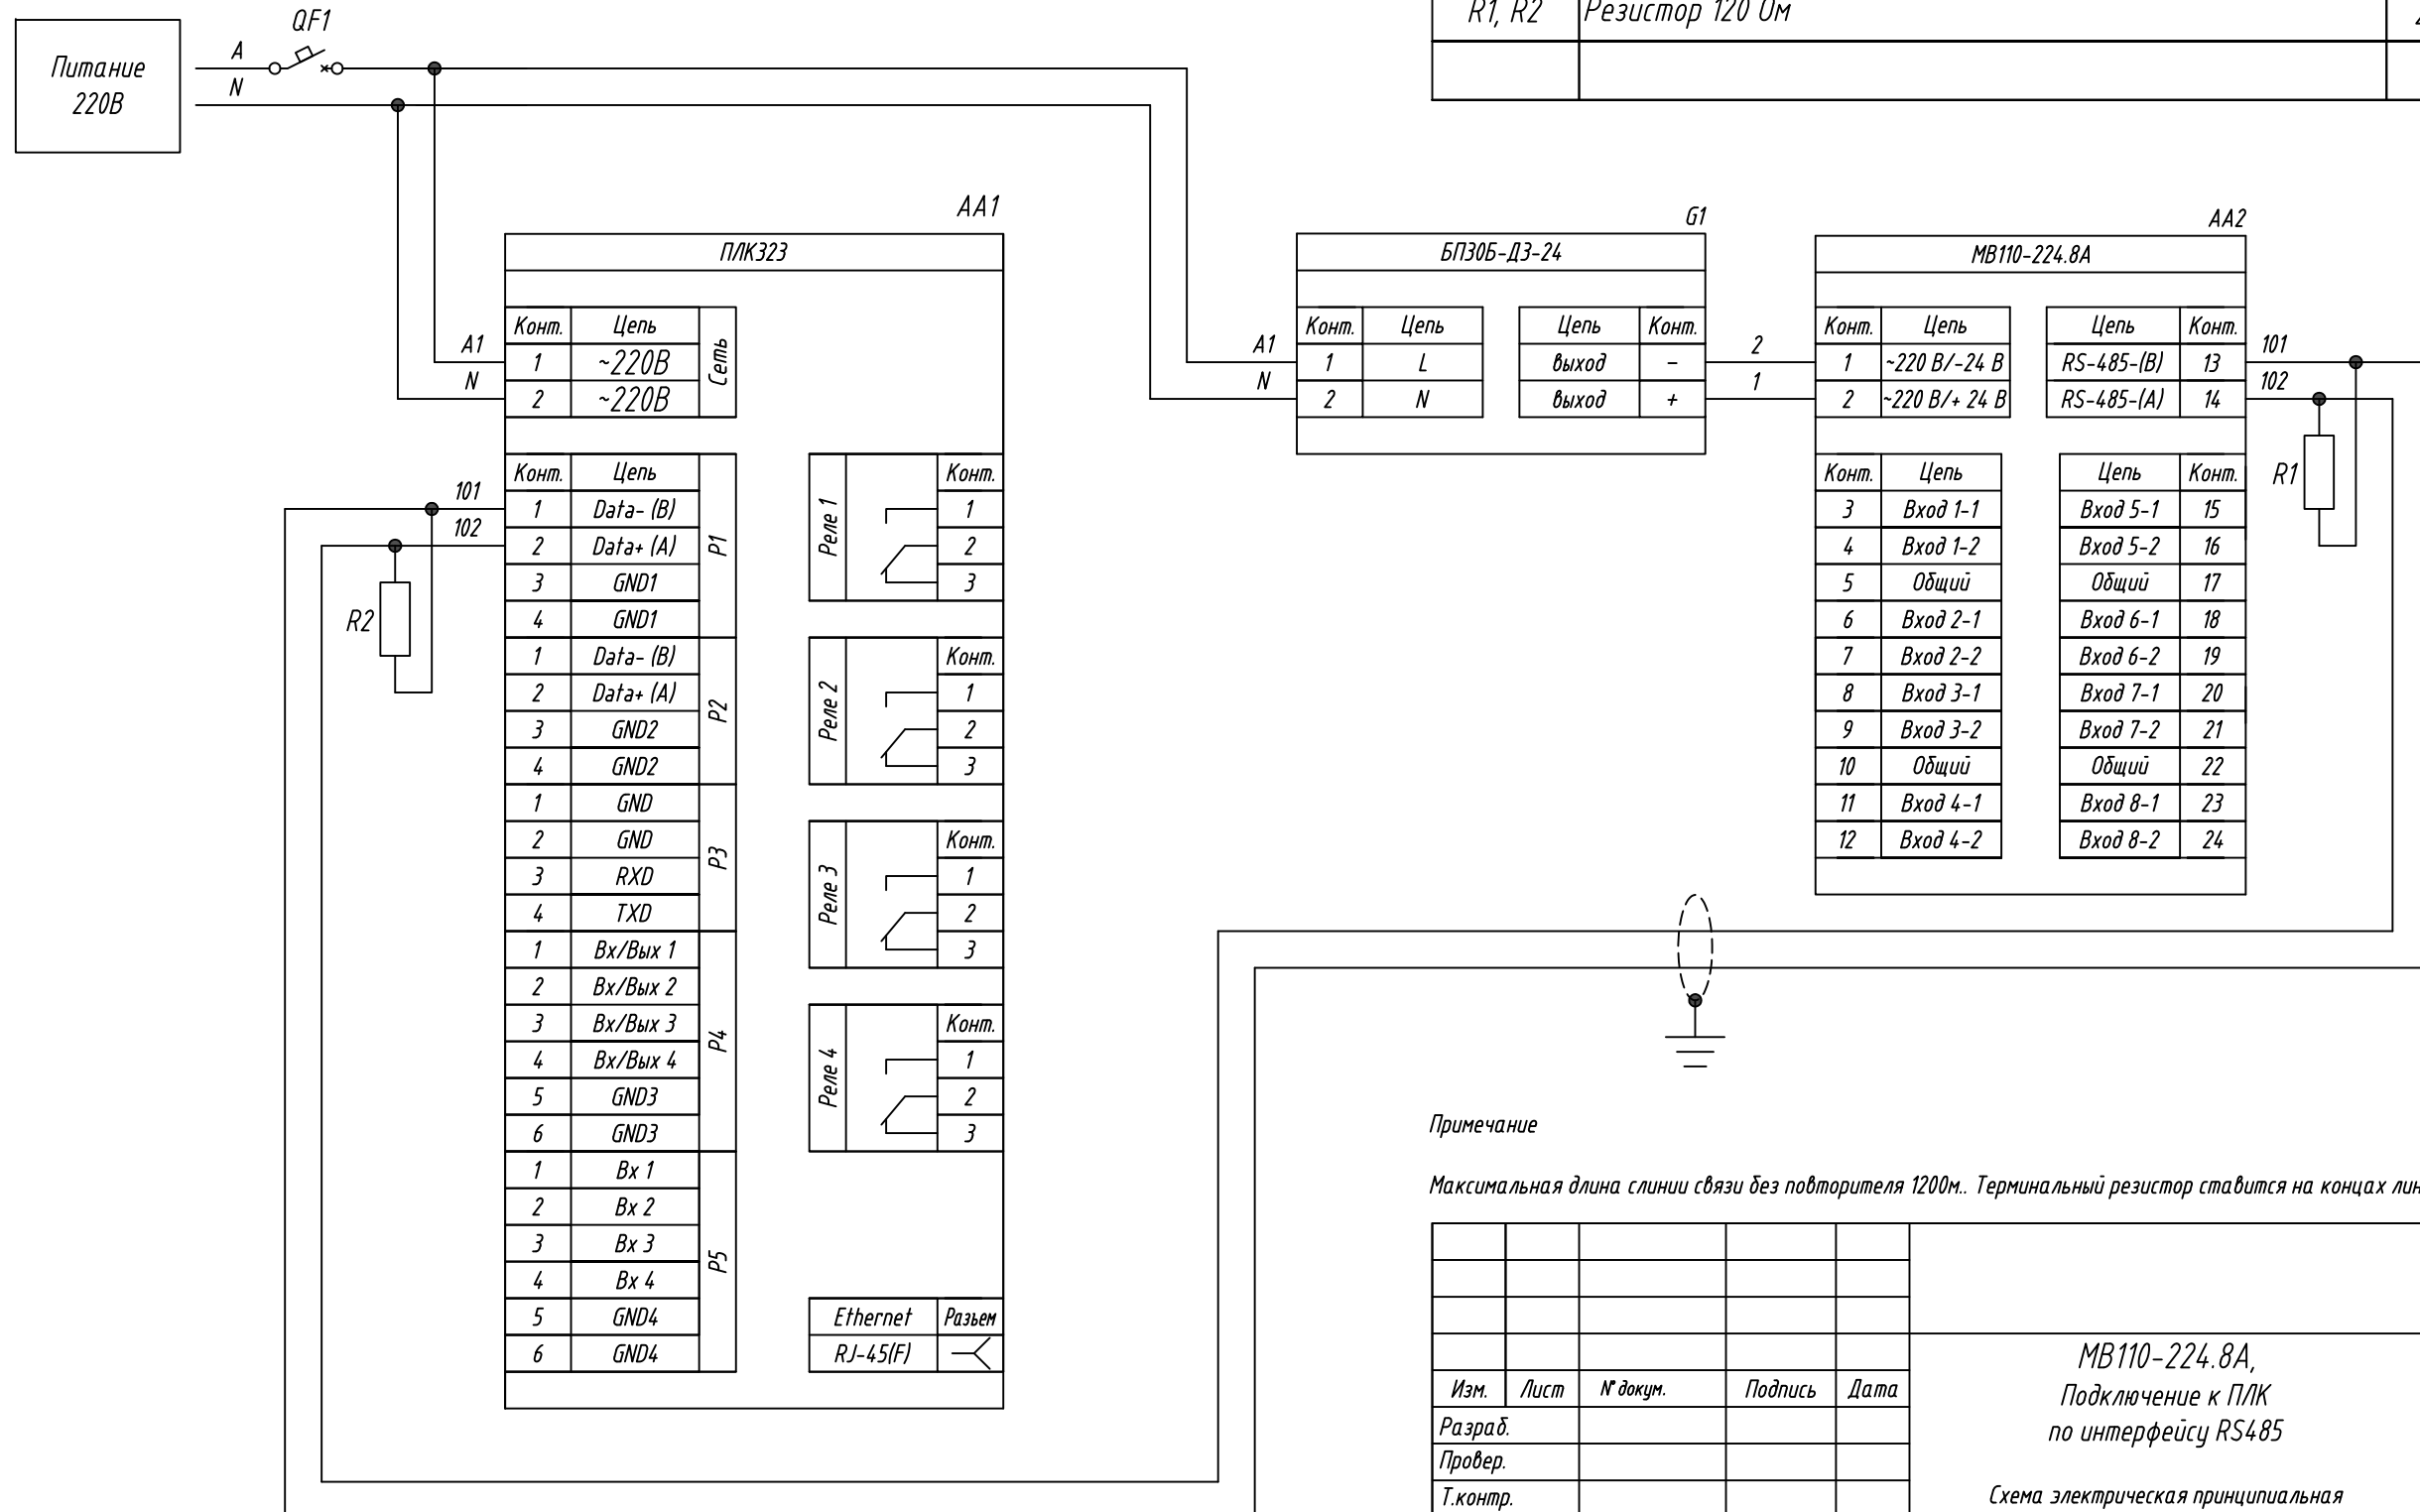 QF1
A
N
Питание
220В
R1, R2 Резистор 120 Ом
AA1
ПЛК323
Конт. Цепь
A1 1 ~220В
N 2 ~220В
Сеть
Конт. Цепь
101 1 Data- (B)
102 2 Data+ (A)
3 GND1
4 GND1
P1
R2
1 Data- (B)
2 Data+ (A)
3 GND2
4 GND2
P2
1 GND
2 GND
3 RXD
4 TXD
P3
1 Вх/Вых 1
2 Вх/Вых 2
3 Вх/Вых 3
4 Вх/Вых 4
5 GND3
6 GND3
P4
1 Вх 1
2 Вх 2
3 Вх 3
4 Вх 4
5 GND4
6 GND4
P5
Реле 1
Конт.
1
2
3
Реле 2
Конт.
1
2
3
Реле 3
Конт.
1
2
3
Реле 4
Конт.
1
2
3
Ethernet Разьем
RJ-45(F)
G1
БП30Б-Д3-24
Конт. Цепь
A1 1 L
N 2 N
Цепь Конт.
выход - 2
выход + 1
AA2
МВ110-224.8А
Конт. Цепь
1 ~220 В/-24 В
2 ~220 В/+ 24 В
Цепь Конт.
RS-485-(B) 13 101
RS-485-(A) 14 102
R1
Конт. Цепь
3 Вход 1-1
4 Вход 1-2
5 Общий
6 Вход 2-1
7 Вход 2-2
8 Вход 3-1
9 Вход 3-2
10 Общий
11 Вход 4-1
12 Вход 4-2
Цепь Конт.
Вход 5-1 15
Вход 5-2 16
Общий 17
Вход 6-1 18
Вход 6-2 19
Вход 7-1 20
Вход 7-2 21
Общий 22
Вход 8-1 23
Вход 8-2 24
Примечание
Максимальная длина слинии связи без повторителя 1200м.. Терминальный резистор ставится на концах
Изм. Лист № докум. Подпись Дата
Разраб.
Провер.
Т.контр.
МВ110-224.8А,
Подключение к ПЛК
по интерфейсу RS485
Схема электрическая принципиальная